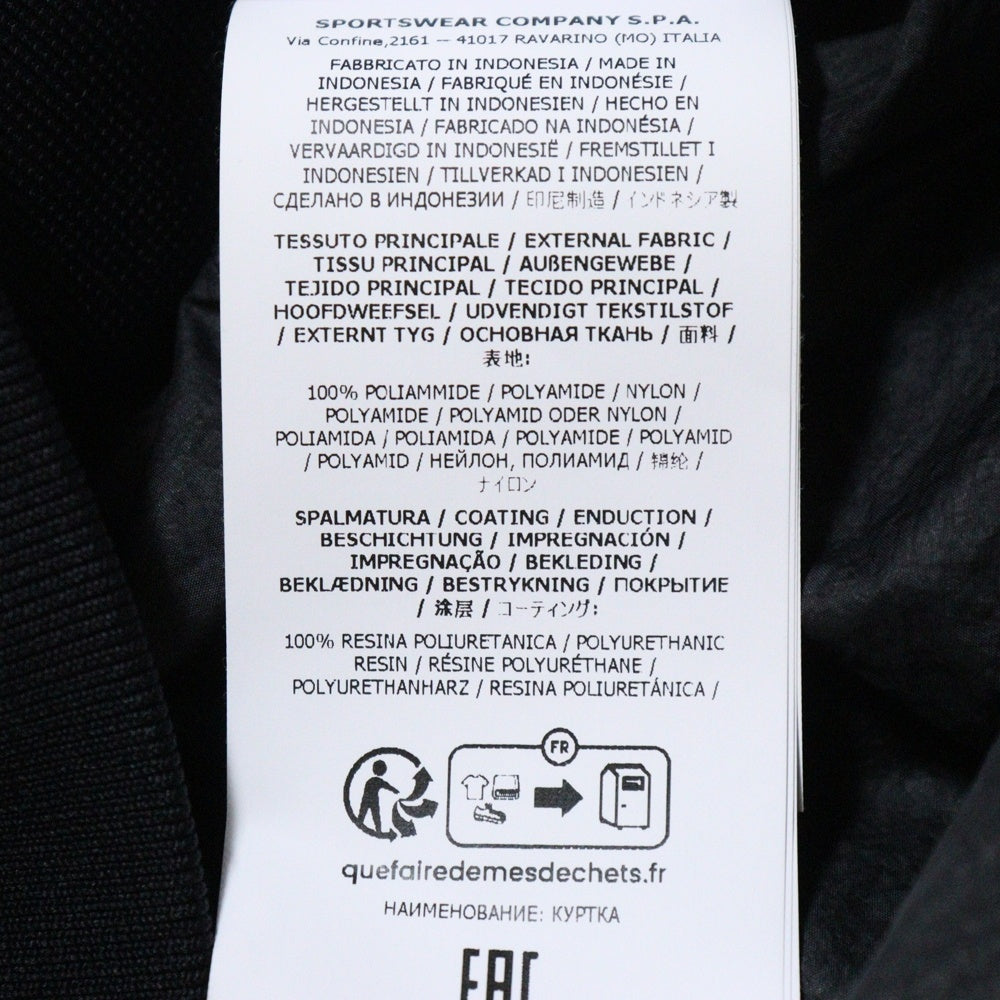 SPORTSWEAR COMPANY S.P.A.
Via Confine,2161 — 41017 RAVARINO (MO) ITALIA
FABBRICATO IN INDONESIA / MADE IN
INDONESIA / FABRIQUÉ EN INDONÉSIE /
HERGESTELLT IN INDONESIEN / HECHO EN
INDONESIA / FABRICADO NA INDONÉSIA /
VERVAARDIGD IN INDONESIË / FREMSTILLET I
INDONESIEN / TILLVERKAD I INDONESIEN /
СДЕЛАНО В ИНДОНЕЗИИ / 印尼制造 / インドネシア製
TESSUTO PRINCIPALE / EXTERNAL FABRIC /
TISSU PRINCIPAL / AUßENGEWEBE /
TEJIDO PRINCIPAL / TECIDO PRINCIPAL /
HOOFDWEEFSEL / UDVENDIGT TEKSTILSTOF
/ EXTERNT TYG / ОСНОВНАЯ ТКАНЬ / 面料 /
表地:
100% POLIAMMIDE / POLYAMIDE / NYLON /
POLYAMIDE / POLYAMID ODER NYLON /
POLIAMIDA / POLIAMIDA / POLYAMIDE / POLYAMID
/ POLYAMID / НЕЙЛОН, ПОЛИАМИД / 锦纶 /
ナイロン
SPALMATURA / COATING / ENDUCTION /
BESCHICHTUNG / IMPREGNACIÓN /
IMPREGNAÇÃO / BEKLEDING /
BEKLÆDNING / BESTRYKNING / ПОКРЫТИЕ
/ 涂层 / コーティング:
100% RESINA POLIURETANICA / POLYURETHANIC
RESIN / RÉSINE POLYURÉTHANE /
POLYURETHANHARZ / RESINA POLIURETÁNICA /
FR
quefairedemesdechets.fr
НАИМЕНОВАНИЕ: КУРТКА
EAC